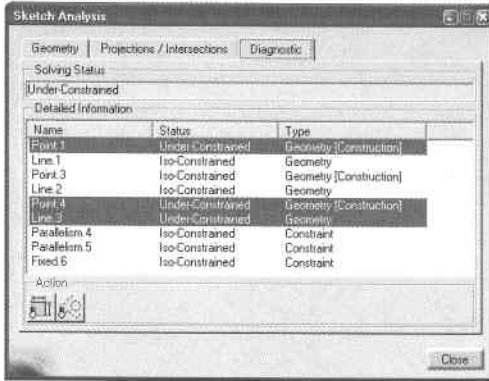 Sketch Analysis
Geometry Projections / Intersections Diagnostic
Solving Status
Under-Constrained
Detailed Information
Name Status Type
Point.1 Under-Constrained Geometry [Construction]
Line.1 Iso-Constrained Geometry
Point.3 Iso-Constrained Geometry [Construction]
Line.2 Iso-Constrained Geometry
Point.4 Under-Constrained Geometry [Construction]
Line.3 Under-Constrained Geometry
Parallelism.4 Iso-Constrained Constraint
Parallelism.5 Iso-Constrained Constraint
Fixed.6 Iso-Constrained Constraint
Action
Close